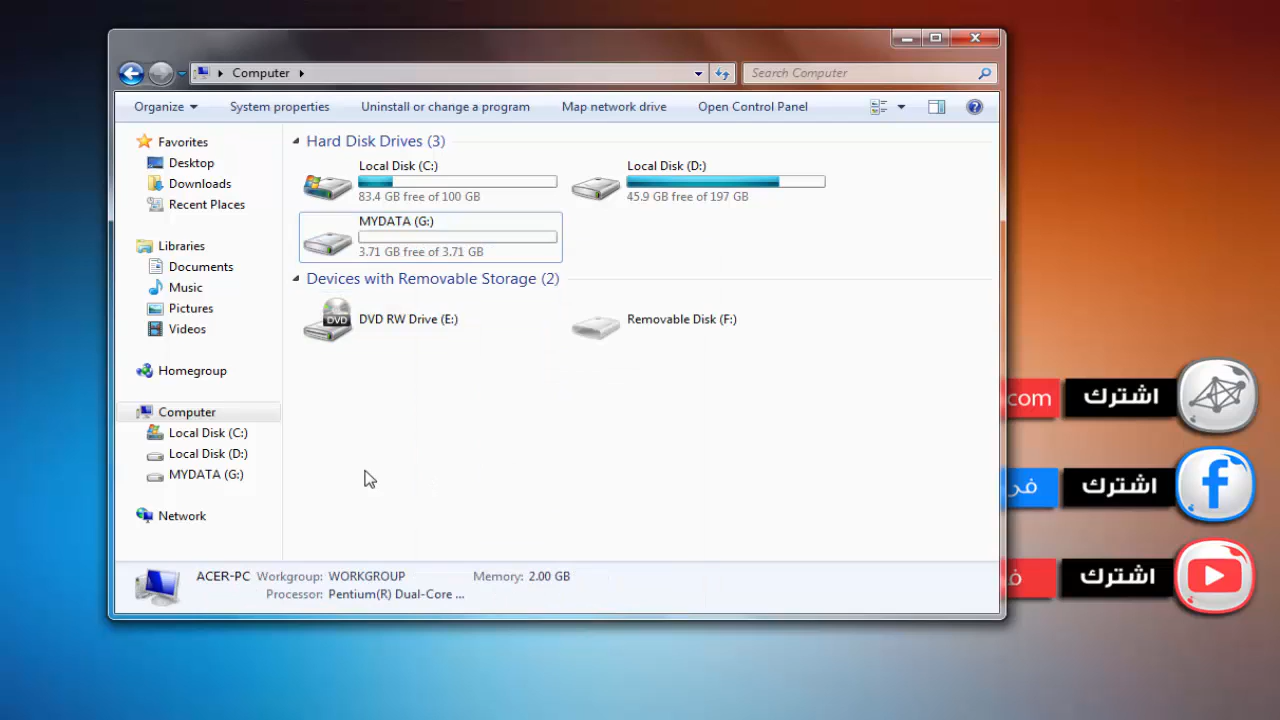 Computer
Search Computer
Organize
System properties
Uninstall or change a program
Map network drive
Open Control Panel
Favorites
Desktop
Downloads
Recent Places
Libraries
Documents
Music
Pictures
Videos
Homegroup
Computer
Local Disk (C:)
Local Disk (D:)
MYDATA (G:)
Network
Hard Disk Drives (3)
Local Disk (C:)
83.4 GB free of 100 GB
Local Disk (D:)
45.9 GB free of 197 GB
MYDATA (G:)
3.71 GB free of 3.71 GB
Devices with Removable Storage (2)
DVD
DVD RW Drive (E:)
Removable Disk (F:)
ACER-PC Workgroup: WORKGROUP Memory: 2.00 GB
Processor: Pentium(R) Dual-Core ...
com اشترك
اشترك في
اشترك